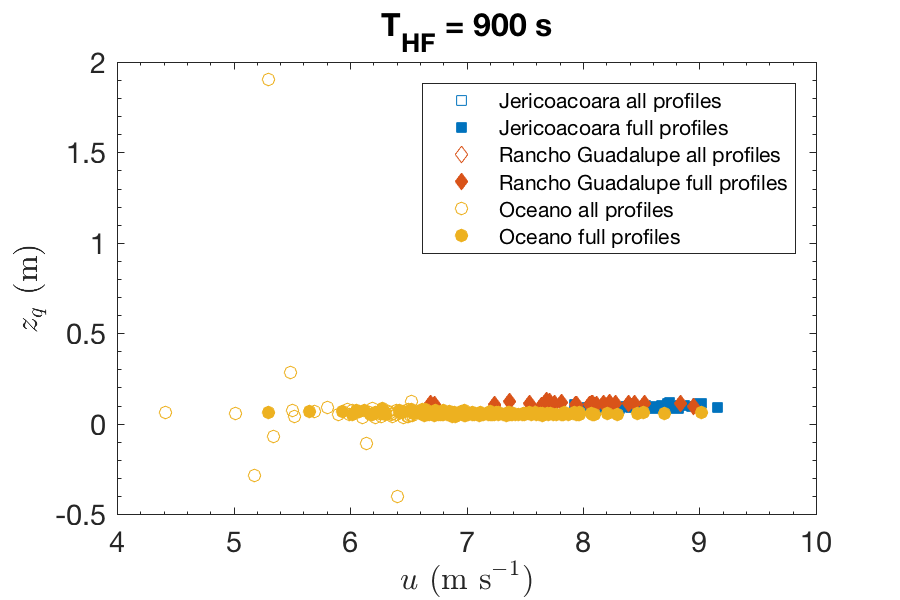 T_HF = 900 s
2
1.5
1
0.5
0
-0.5
z_q (m)
Jericoacoara all profiles
Jericoacoara full profiles
Rancho Guadalupe all profiles
Rancho Guadalupe full profiles
Oceano all profiles
Oceano full profiles
4 5 6 7 8 9 10
u (m s⁻¹)